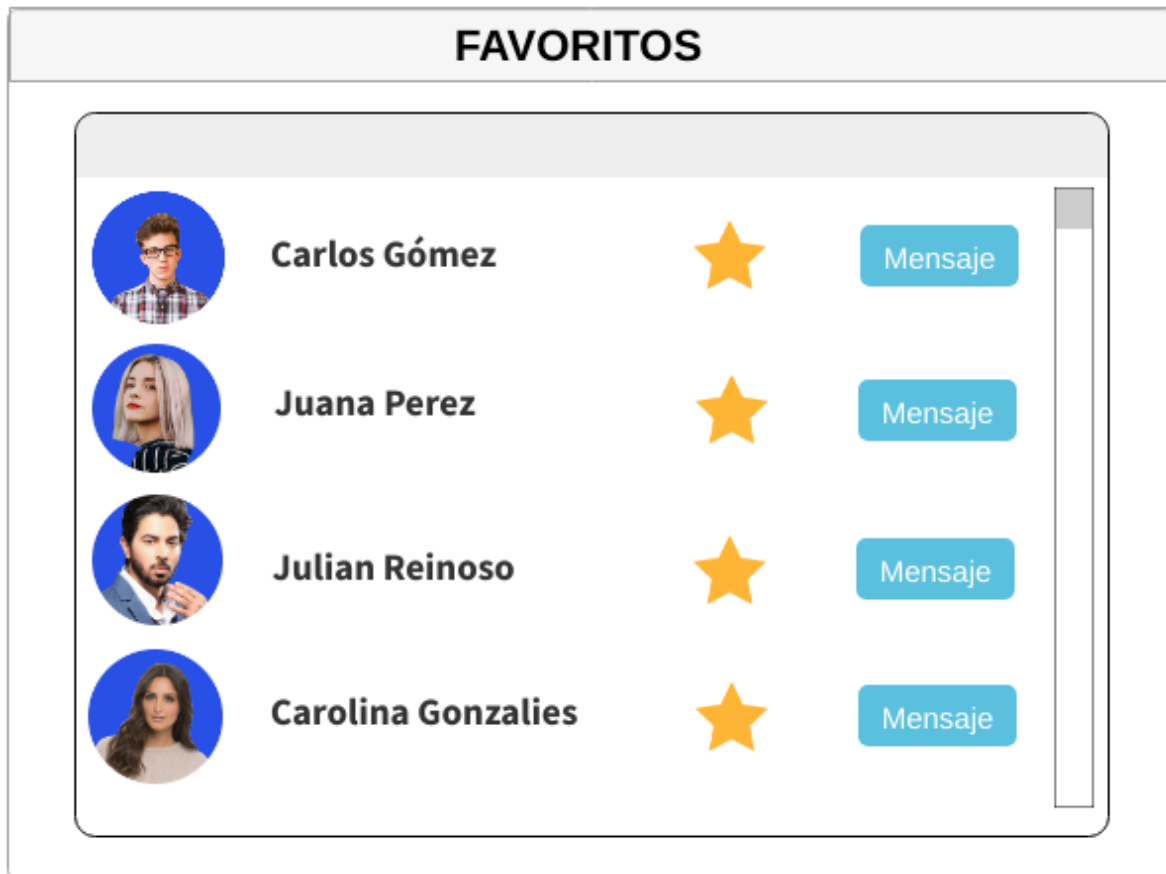 FAVORITOS
Carlos Gómez
Mensaje
Juana Perez
Mensaje
Julian Reinoso
Mensaje
Carolina Gonzalies
Mensaje